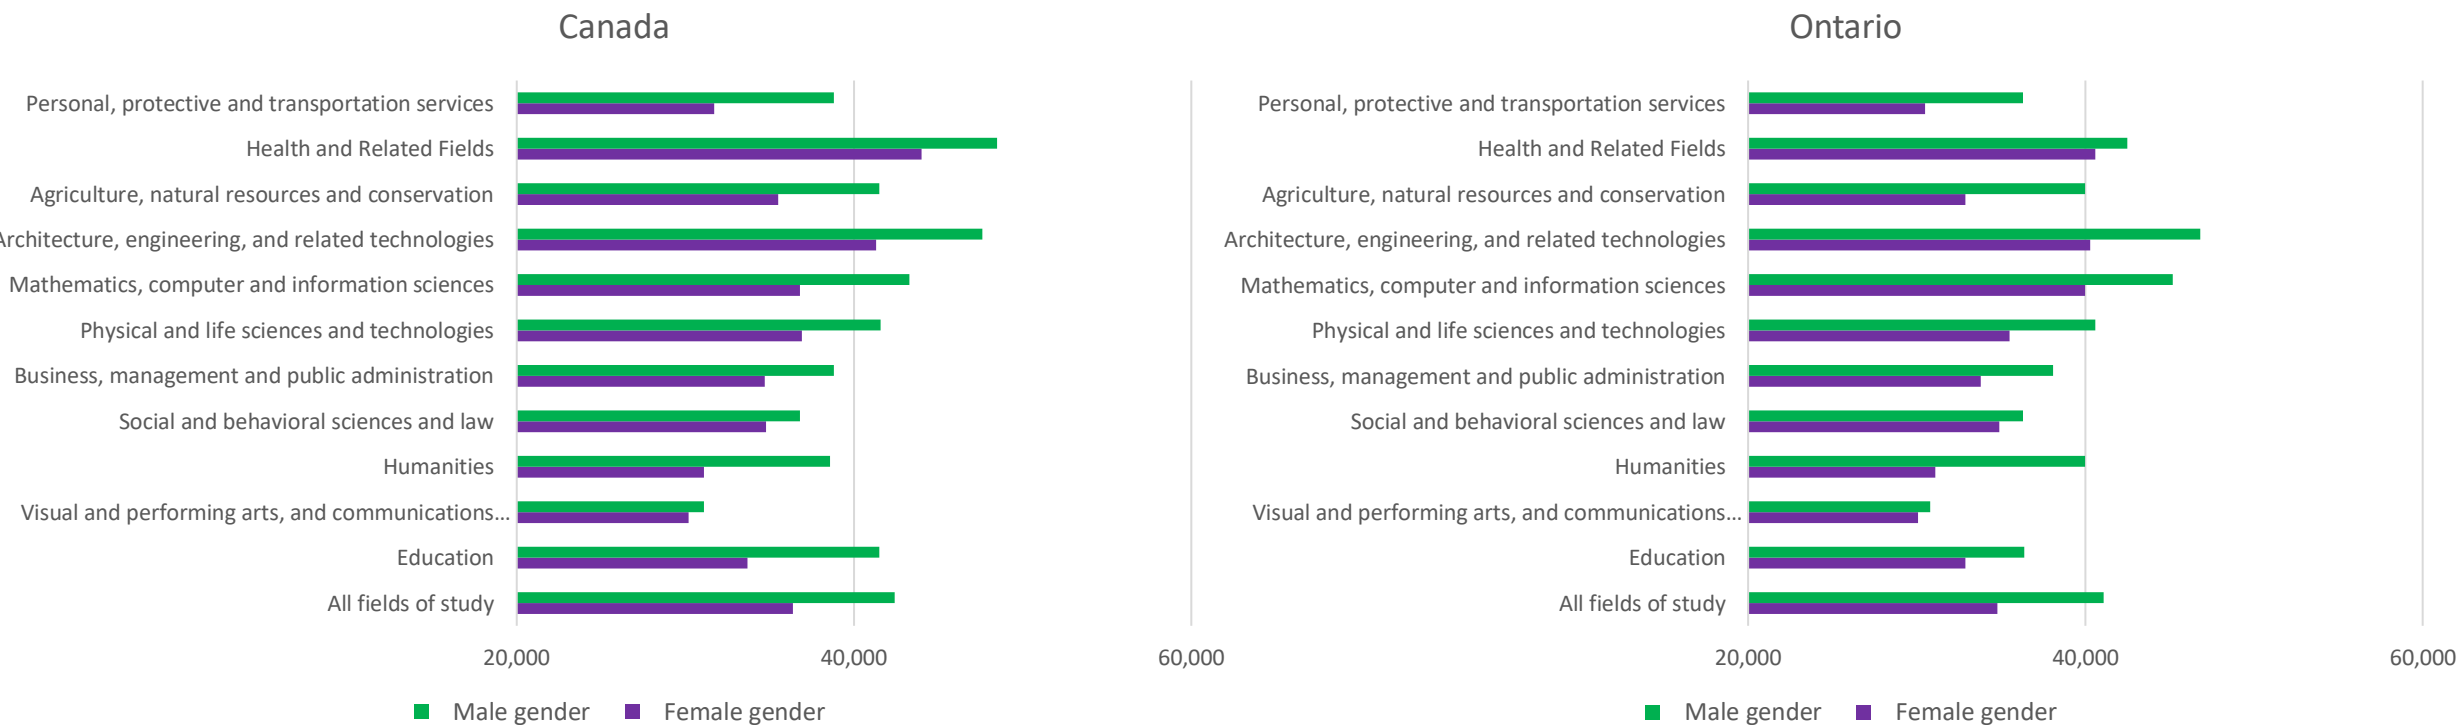 Canada
Personal, protective and transportation services
Health and Related Fields
Agriculture, natural resources and conservation
Architecture, engineering, and related technologies
Mathematics, computer and information sciences
Physical and life sciences and technologies
Business, management and public administration
Social and behavioral sciences and law
Humanities
Visual and performing arts, and communications...
Education
All fields of study
20,000 40,000 60,000
Male gender Female gender
Ontario
Personal, protective and transportation services
Health and Related Fields
Agriculture, natural resources and conservation
Architecture, engineering, and related technologies
Mathematics, computer and information sciences
Physical and life sciences and technologies
Business, management and public administration
Social and behavioral sciences and law
Humanities
Visual and performing arts, and communications...
Education
All fields of study
20,000 40,000 60,000
Male gender Female gender